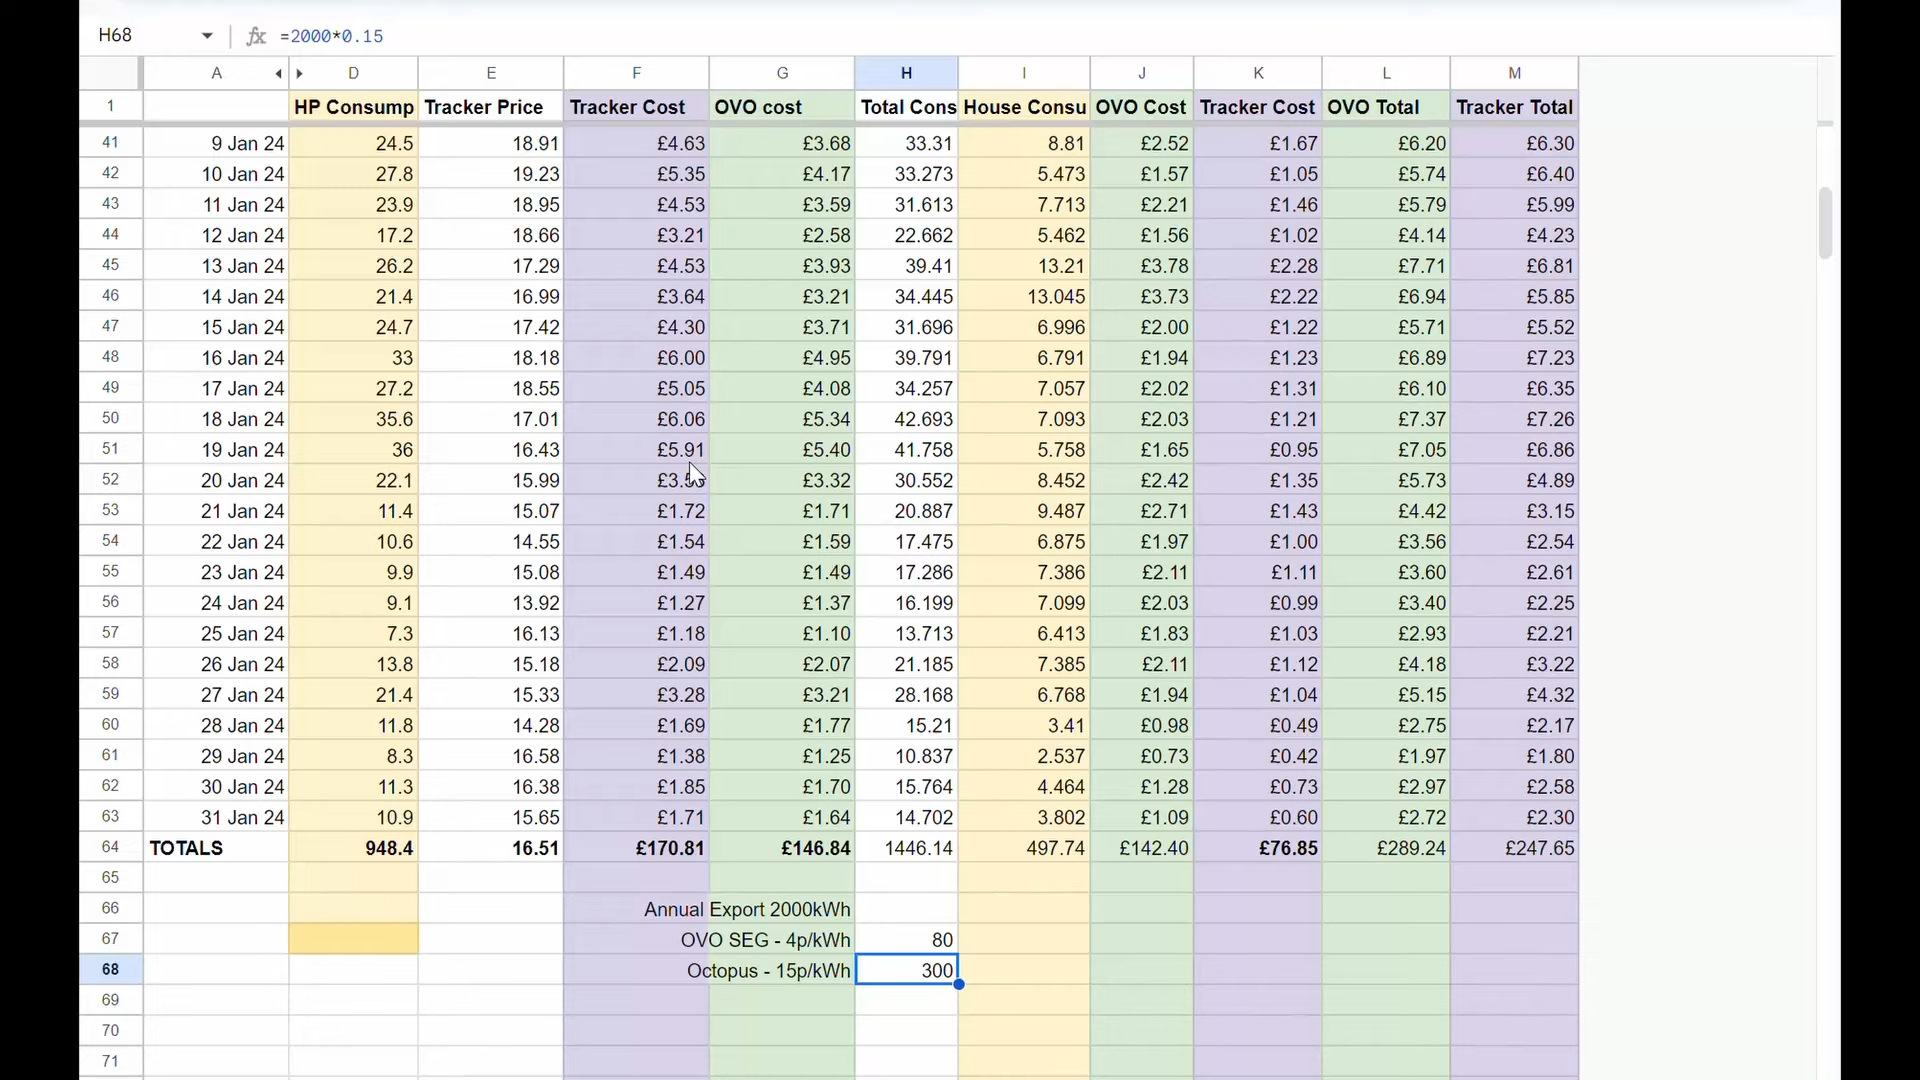 H68 fx =2000*0.15
A D E F G H I J K L M
1 HP Consump Tracker Price Tracker Cost OVO cost Total Cons House Consu OVO Cost Tracker Cost OVO Total Tracker Total
41 9 Jan 24 24.5 18.91 £4.63 £3.68 33.31 8.81 £2.52 £1.67 £6.20 £6.30
42 10 Jan 24 27.8 19.23 £5.35 £4.17 33.273 5.473 £1.57 £1.05 £5.74 £6.40
43 11 Jan 24 23.9 18.95 £4.53 £3.59 31.613 7.713 £2.21 £1.46 £5.79 £5.99
44 12 Jan 24 17.2 18.66 £3.21 £2.58 22.662 5.462 £1.56 £1.02 £4.14 £4.23
45 13 Jan 24 26.2 17.29 £4.53 £3.93 39.41 13.21 £3.78 £2.28 £7.71 £6.81
46 14 Jan 24 21.4 16.99 £3.64 £3.21 34.445 13.045 £3.73 £2.22 £6.94 £5.85
47 15 Jan 24 24.7 17.42 £4.30 £3.71 31.696 6.996 £2.00 £1.22 £5.71 £5.52
48 16 Jan 24 33 18.18 £6.00 £4.95 39.791 6.791 £1.94 £1.23 £6.89 £7.23
49 17 Jan 24 27.2 18.55 £5.05 £4.08 34.257 7.057 £2.02 £1.31 £6.10 £6.35
50 18 Jan 24 35.6 17.01 £6.06 £5.34 42.693 7.093 £2.03 £1.21 £7.37 £7.26
51 19 Jan 24 36 16.43 £5.91 £5.40 41.758 5.758 £1.65 £0.95 £7.05 £6.86
52 20 Jan 24 22.1 15.99 £3.32 30.552 8.452 £2.42 £1.35 £5.73 £4.89
53 21 Jan 24 11.4 15.07 £1.72 £1.71 20.887 9.487 £2.71 £1.43 £4.42 £3.15
54 22 Jan 24 10.6 14.55 £1.54 £1.59 17.475 6.875 £1.97 £1.00 £3.56 £2.54
55 23 Jan 24 9.9 15.08 £1.49 £1.49 17.286 7.386 £2.11 £1.11 £3.60 £2.61
56 24 Jan 24 9.1 13.92 £1.27 £1.37 16.199 7.099 £2.03 £0.99 £3.40 £2.25
57 25 Jan 24 7.3 16.13 £1.18 £1.10 13.713 6.413 £1.83 £1.03 £2.93 £2.21
58 26 Jan 24 13.8 15.18 £2.09 £2.07 21.185 7.385 £2.11 £1.12 £4.18 £3.22
59 27 Jan 24 21.4 15.33 £3.28 £3.21 28.168 6.768 £1.94 £1.04 £5.15 £4.32
60 28 Jan 24 11.8 14.28 £1.69 £1.77 15.21 3.41 £0.98 £0.49 £2.75 £2.17
61 29 Jan 24 8.3 16.58 £1.38 £1.25 10.837 2.537 £0.73 £0.42 £1.97 £1.80
62 30 Jan 24 11.3 16.38 £1.85 £1.70 15.764 4.464 £1.28 £0.73 £2.97 £2.58
63 31 Jan 24 10.9 15.65 £1.71 £1.64 14.702 3.802 £1.09 £0.60 £2.72 £2.30
64 TOTALS 948.4 16.51 £170.81 £146.84 1446.14 497.74 £142.40 £76.85 £289.24 £247.65
65
66 Annual Export 2000kWh
67 OVO SEG - 4p/kWh 80
68 Octopus - 15p/kWh 300
69
70
71